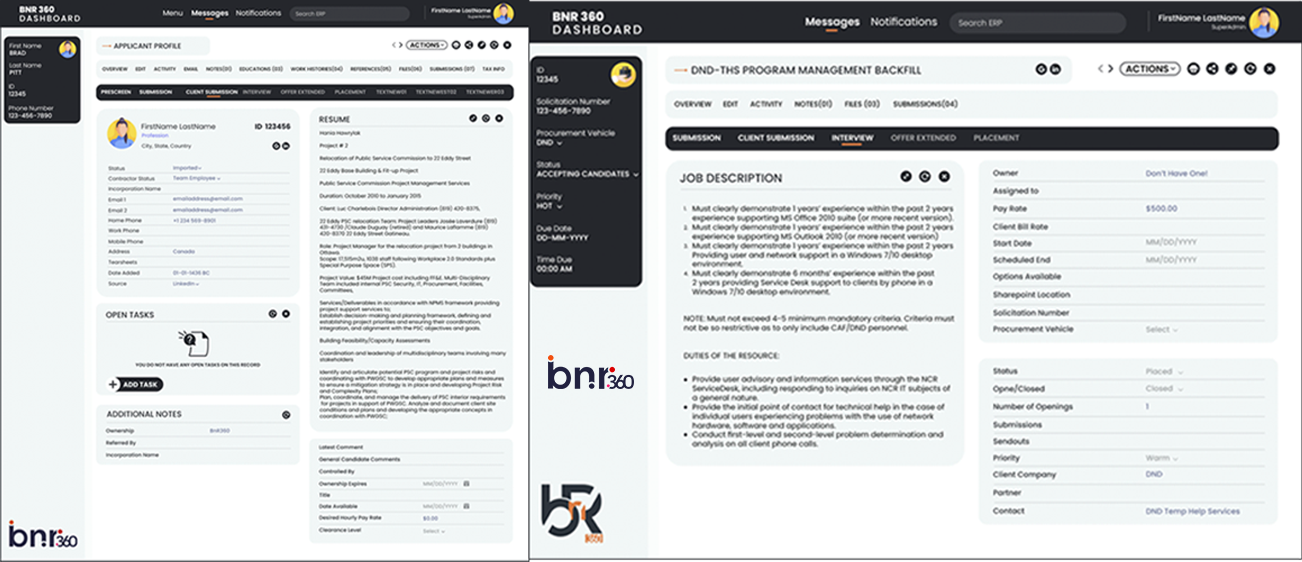 BNR 360
DASHBOARD
Menu
Messages
Notifications
Search ERP
FirstName LastName
SuperAdmin
First Name
BRAD
Last Name
PITT
ID
12345
Phone Number
123-456-7890
APPLICANT PROFILE
ACTIONS
OVERVIEW EDIT ACTIVITY EMAIL NOTES(01) EDUCATIONS (03) WORK HISTORIES(04) REFERENCES(05) FILES(06) SUBMISSIONS (07) TAX INFO
PRESCREEN SUBMISSION CLIENT SUBMISSION INTERVIEW OFFER EXTENDED PLACEMENT
FirstName LastName
ID 123456
Profession
City, State, Country
Status Imported
Contractor Status Team Employee
Incorporation Name
Email 1 emailaddress@email.com
Email 2 emailaddress@email.com
Home Phone +1 234 509-8901
Work Phone
Mobile Phone
Address Canada
Tearsheets
Date Added 01-01-1435 BC
Source LinkedIn
OPEN TASKS
YOU DO NOT HAVE ANY OPEN TASKS ON THIS RECORD
ADD TASK
ADDITIONAL NOTES
Ownership BNR360
Referred By
Incorporation Name
RESUME
Hania Hawrylak
Project # 2
Relocation of Public Service Commission to 22 Eddy Street
22 Eddy Base Building & Fit-up Project
Public Service Commission Project Management Services
Duration: October 2010 to January 2015
Client: Luc Charlebois Director Administration (819) 420-8375,
22 Eddy PSC relocation Team: Project Leaders Josée Laverdure (819)
431-4730 /Claude Duguay (retired) and Maurice Laflamme (819)
420-8370 22 Eddy Street Gatineau.
Role: Project Manager for the relocation project from 2 buildings in
Ottawa
Scope: 17,515m2u, 1038 staff following Workplace 2.0 Standards plus
Special Purpose Space (SPS).
Project Value: $45M Project cost including FF&E, Multi-Disciplinary
Team included Internal PSC Security, IT, Procurement, Facilities,
Committees,
Services/Deliverables in accordance with NPMS framework providing
project support services to;
Establish decision-making and planning framework, defining and
establishing project priorities and ensuring their coordination,
integration, and alignment with the PSC objectives and goals.
Building Feasibility/Capacity Assessments
Coordination and leadership of multidisciplinary teams involving many
stakeholders
Identify and articulate potential PSC program and project risks and
coordinating with PWGSC to develop appropriate plans and measures
to ensure a mitigation strategy is in place and developing Project Risk
and Complexity Plans,
Plan, coordinate, and manage the delivery of PSC interior requirements
for projects in support of PWGSC. Analyze and document client site
conditions and plans and developing the appropriate concepts in
coordination with PWGSC;
Latest Comment
General Candidate Comments
Controlled By
Ownership Expires MM/DD/YYYY
Title
Date Available MM/DD/YYYY
Desired Hourly Pay Rate $0.00
Clearance Level Select
bnr360
BNR 360
DASHBOARD
Messages
Notifications
Search ERP
FirstName LastName
SuperAdmin
ID
12345
Solicitation Number
123-456-7890
Procurement Vehicle
DND
Status
ACCEPTING CANDIDATES
Priority
HOT
Due Date
DD-MM-YYYY
Time Due
00:00 AM
bnr360
DND-THS PROGRAM MANAGEMENT BACKFILL
ACTIONS
OVERVIEW EDIT ACTIVITY NOTES(01) FILES (03) SUBMISSIONS(04)
SUBMISSION CLIENT SUBMISSION INTERVIEW OFFER EXTENDED PLACEMENT
JOB DESCRIPTION
1. Must clearly demonstrate 1 years' experience within the past 2 years
experience supporting MS Office 2010 suite (or more recent version).
2. Must clearly demonstrate 1 years' experience within the past 2 years
experience supporting MS Outlook 2010 (or more recent version)
3. Must clearly demonstrate 1 years' experience within the past 2 years
Providing user and network support in a Windows 7/10 desktop
environment.
4. Must clearly demonstrate 6 months' experience within the past
2 years providing Service Desk support to clients by phone in a
Windows 7/10 desktop environment.
NOTE: Must not exceed 4-5 minimum mandatory criteria. Criteria must
not be so restrictive as to only include CAF/DND personnel.
DUTIES OF THE RESOURCE:
• Provide user advisory and information services through the NCR
ServiceDesk, including responding to inquiries on NCR IT subjects of
a general nature.
• Provide the initial point of contact for technical help in the case of
individual users experiencing problems with the use of network
hardware, software and applications.
• Conduct first-level and second-level problem determination and
analysis on all client phone calls.
Owner Don't Have One!
Assigned to
Pay Rate $500.00
Client Bill Rate
Start Date MM/DD/YYYY
Scheduled End MM/DD/YYYY
Options Available
Sharepoint Location
Solicitation Number
Procurement Vehicle Select
Status Placed
Opne/Closed Closed
Number of Openings 1
Submissions
Sendouts
Priority Warm
Client Company DND
Partner
Contact DND Temp Help Services